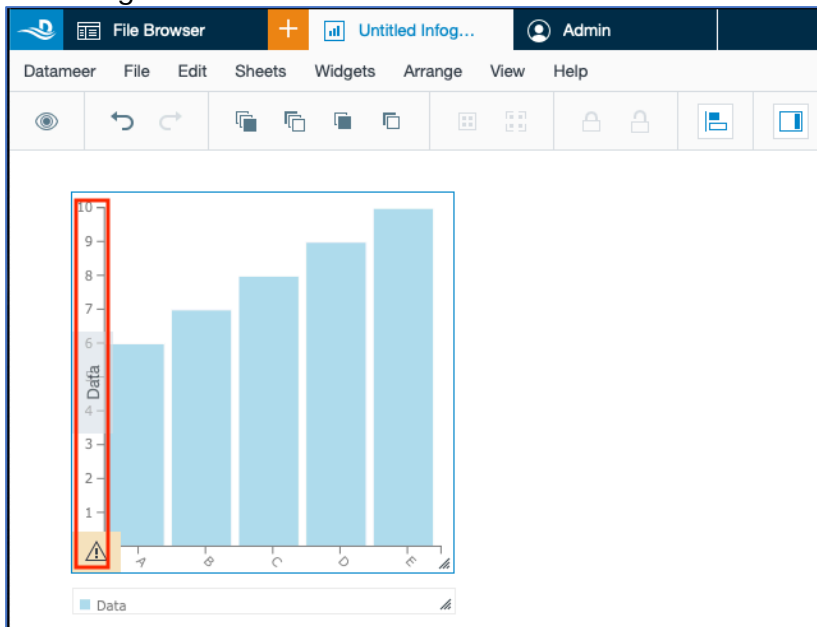 File Browser + Untitled Infog... Admin
Datameer File Edit Sheets Widgets Arrange View Help
10
9
8
7
6
Data
4
3
2
1
A B C D E
Data